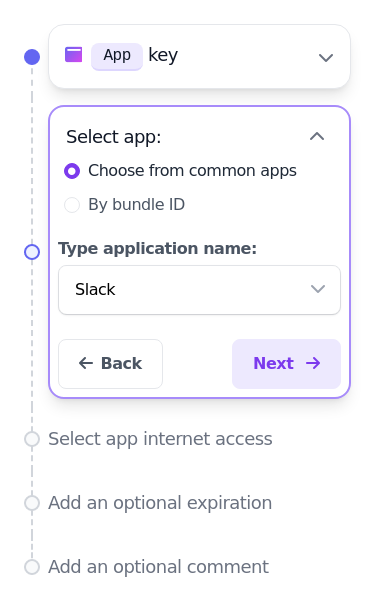 App key
Select app:
Choose from common apps
By bundle ID
Type application name:
Slack
← Back Next →
Select app internet access
Add an optional expiration
Add an optional comment